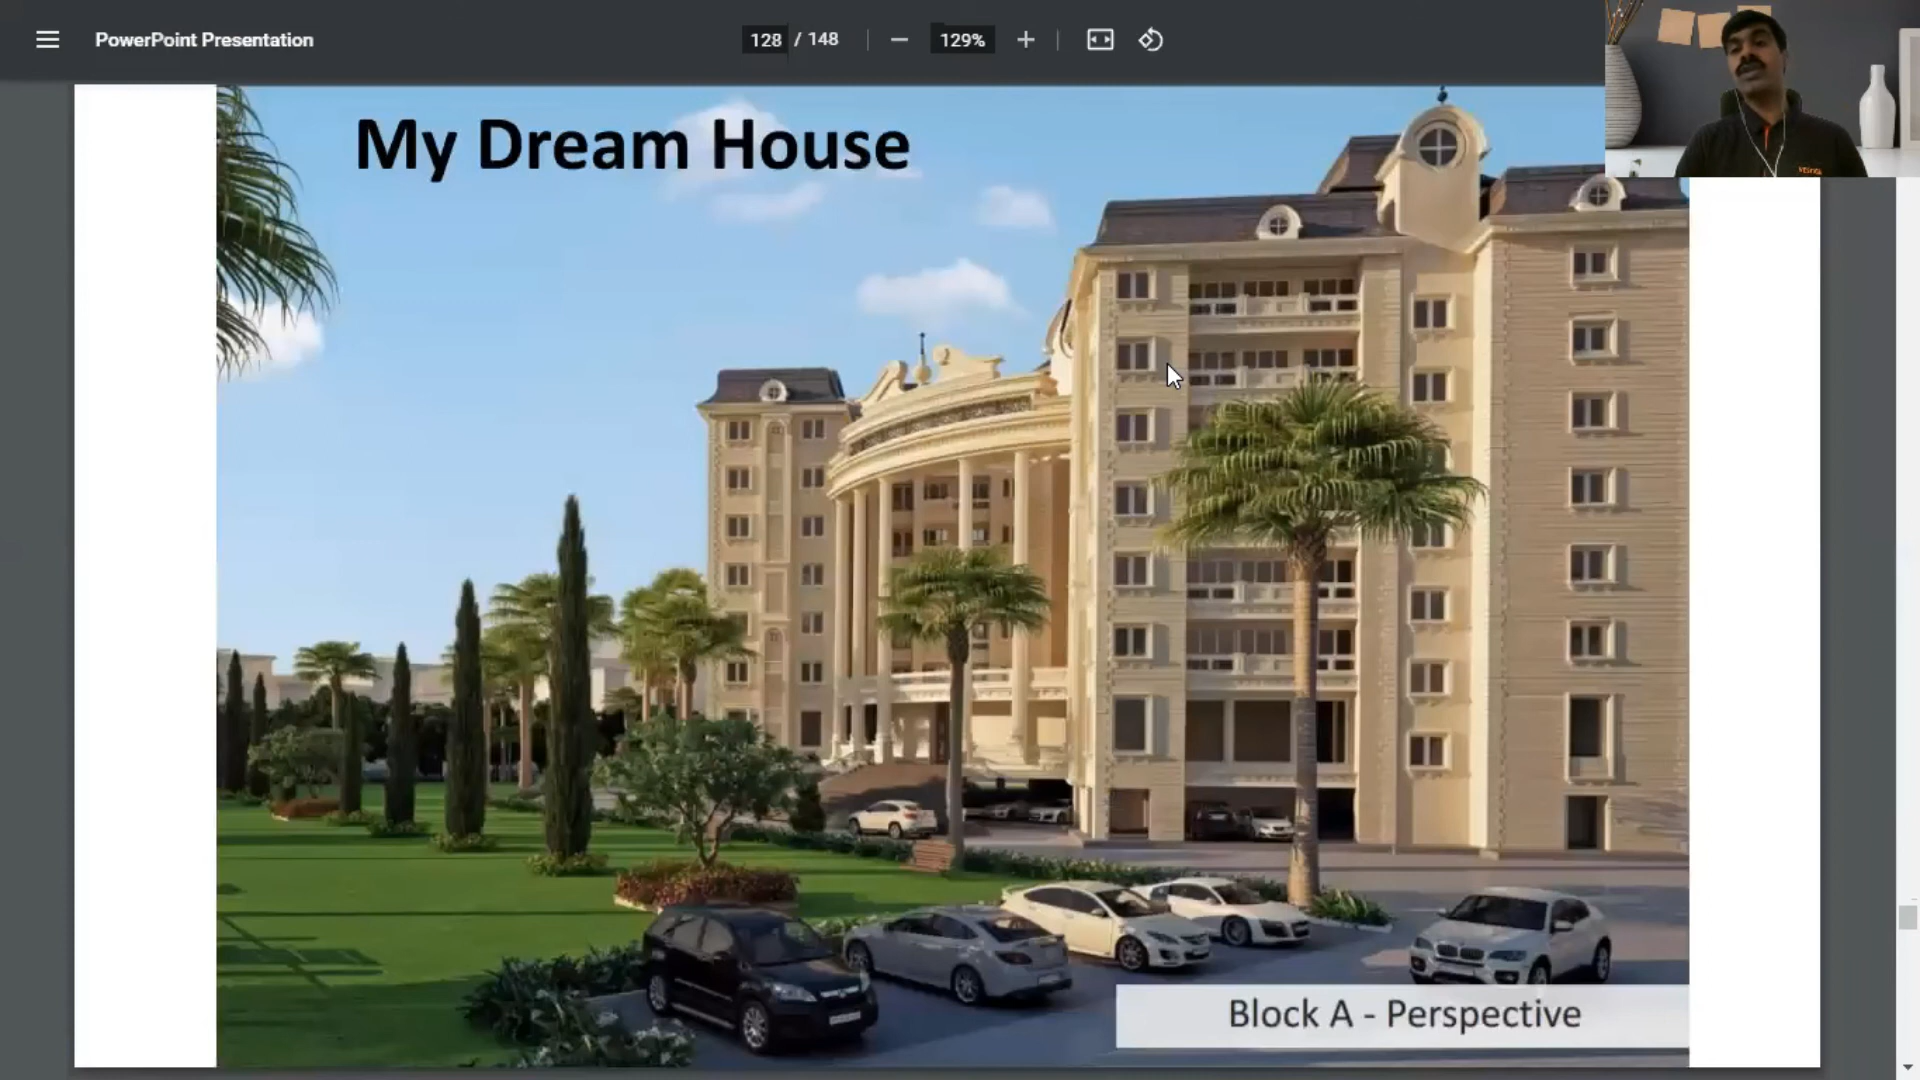 PowerPoint Presentation
128 / 148
129%
My Dream House
Block A - Perspective